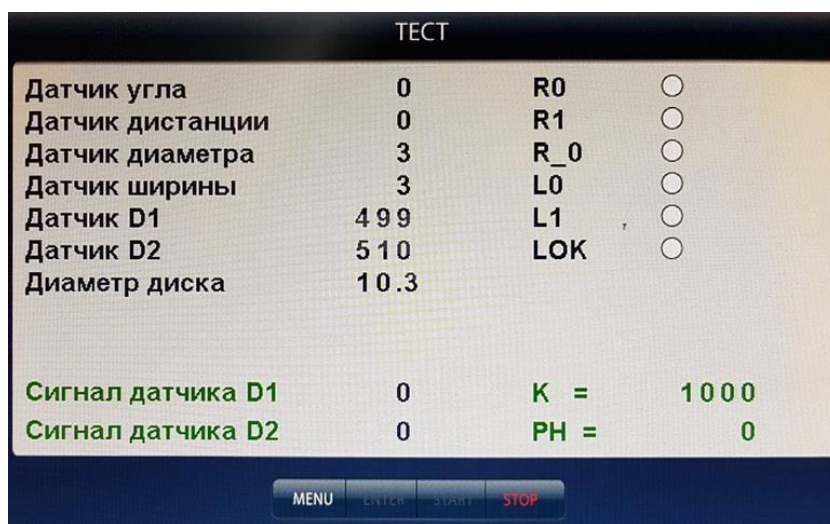 ТЕСТ
Датчик угла 0 R0
Датчик дистанции 0 R1
Датчик диаметра 3 R_0
Датчик ширины 3 L0
Датчик D1 499 L1
Датчик D2 510 LOK
Диаметр диска 10.3
Сигнал датчика D1 0 K = 1000
Сигнал датчика D2 0 PH = 0
MENU ENTER START STOP